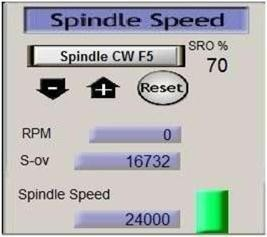 Spindle Speed
Spindle CW F5
SRO %
70
Reset
RPM 0
S-ov 16732
Spindle Speed
24000